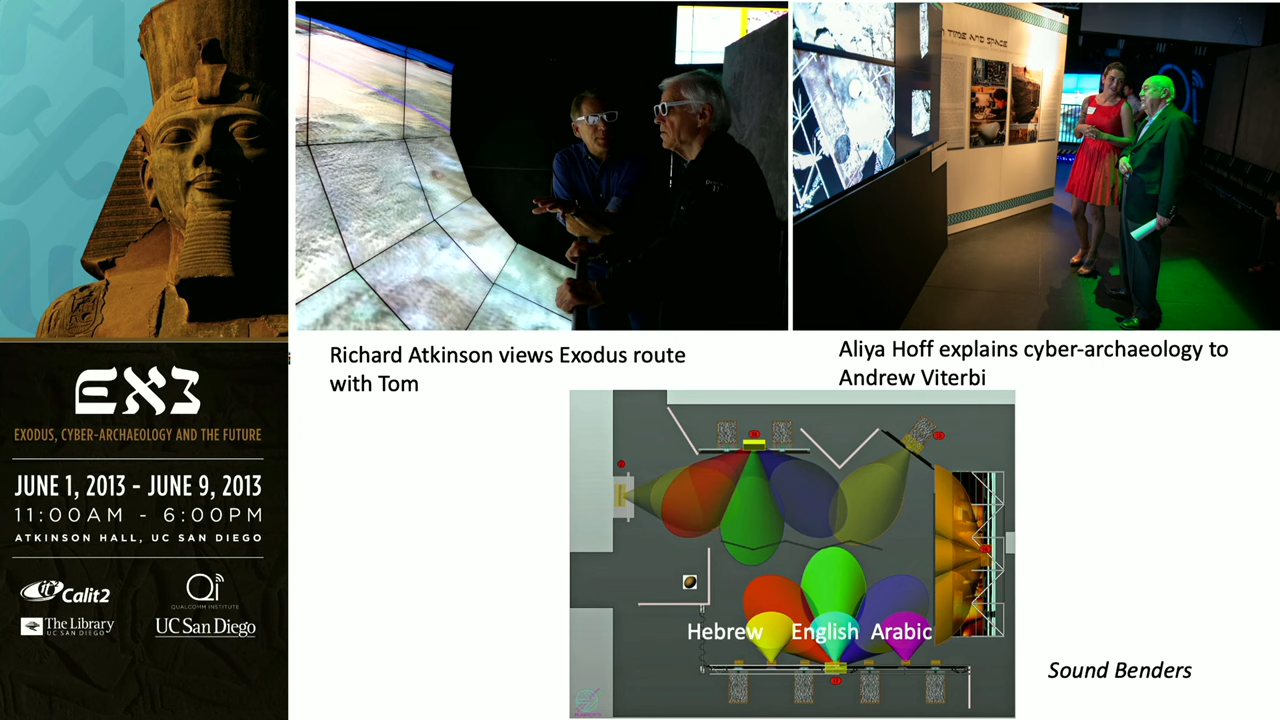 EX3
EXODUS, CYBER-ARCHAEOLOGY AND THE FUTURE
JUNE 1, 2013 - JUNE 9, 2013
11:00AM - 6:00PM
ATKINSON HALL, UC SAN DIEGO
Calit2
QI
QUALCOMM INSTITUTE
The Library
UC SAN DIEGO
UC San Diego
TIME AND SPACE
Richard Atkinson views Exodus route
with Tom
Aliya Hoff explains cyber-archaeology to
Andrew Viterbi
Hebrew English Arabic
Sound Benders